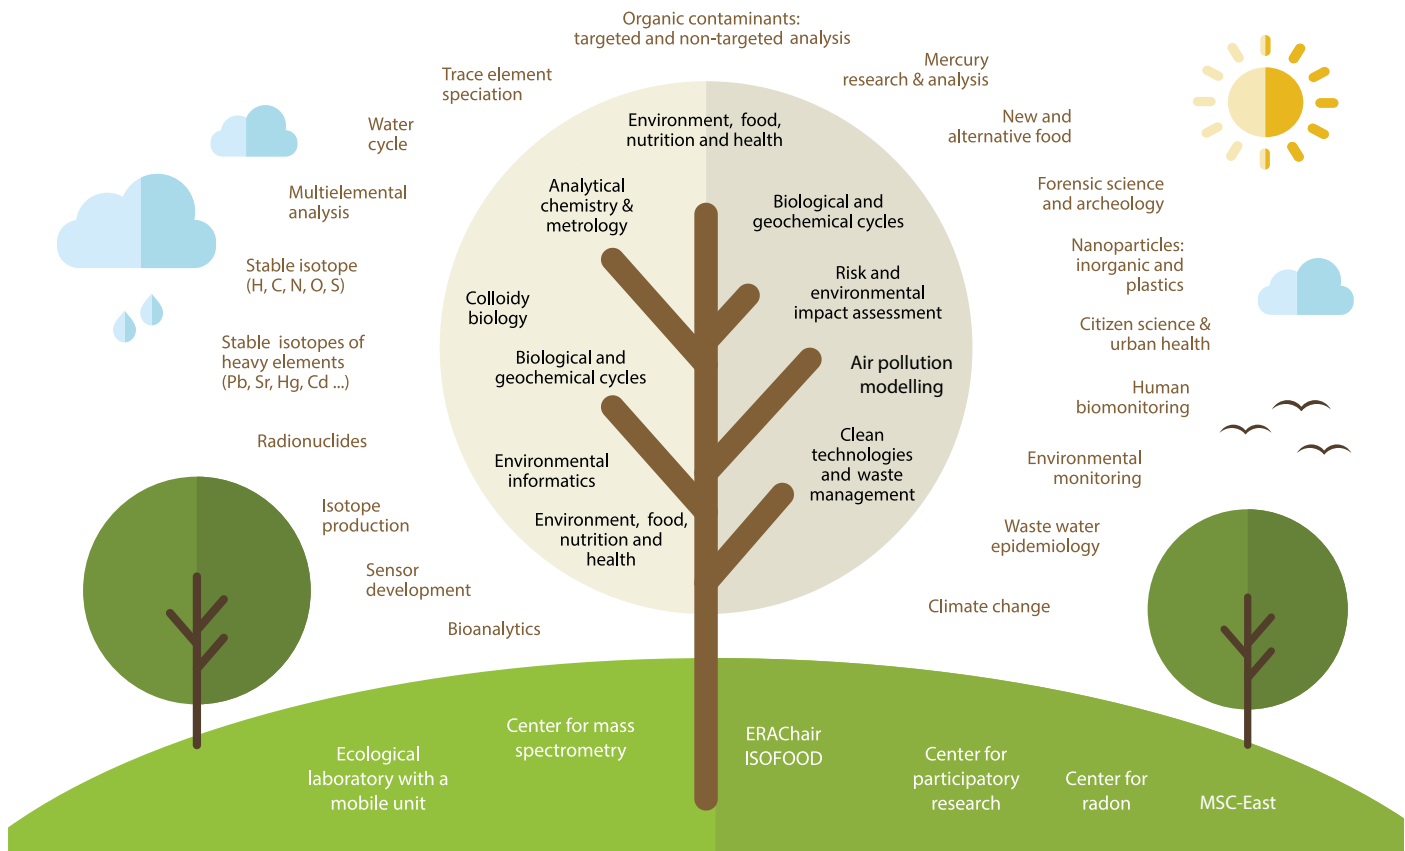 Organic contaminants:
targeted and non-targeted analysis
Trace element
speciation
Mercury
research & analysis
Water
cycle
New and
alternative food
Multielemental
analysis
Forensic science
and archeology
Stable isotope
(H, C, N, O, S)
Nanoparticles:
inorganic and
plastics
Stable isotopes of
heavy elements
(Pb, Sr, Hg, Cd ...)
Citizen science &
urban health
Radionuclides
Human
biomonitoring
Isotope
production
Environmental
monitoring
Sensor
development
Waste water
epidemiology
Bioanalytics
Climate change
Environment, food,
nutrition and health
Analytical
chemistry &
metrology
Biological and
geochemical cycles
Colloidy
biology
Risk and
environmental
impact assessment
Biological and
geochemical cycles
Air pollution
modelling
Environmental
informatics
Clean
technologies
and waste
management
Environment, food,
nutrition and
health
Ecological
laboratory with a
mobile unit
Center for mass
spectrometry
ERAChair
ISOFOOD
Center for
participatory
research
Center for
radon
MSC-East